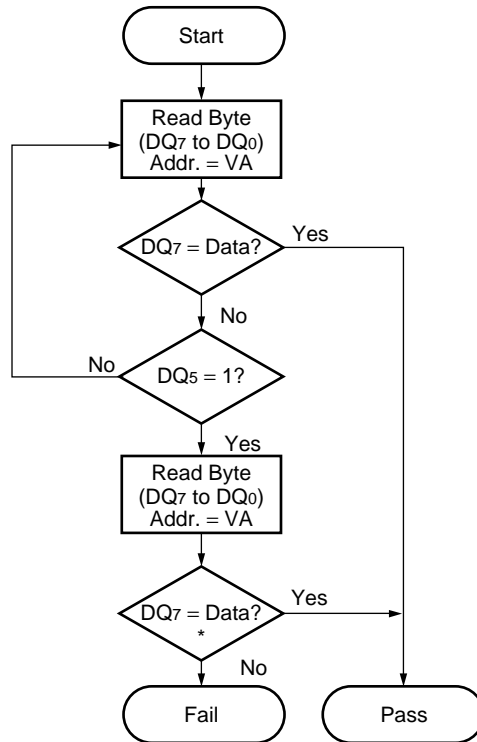 Start
Read Byte
(DQ7 to DQ0)
Addr. = VA
DQ7 = Data?
Yes
No
DQ5 = 1?
No
Yes
Read Byte
(DQ7 to DQ0)
Addr. = VA
DQ7 = Data?
*
Yes
No
Fail
Pass